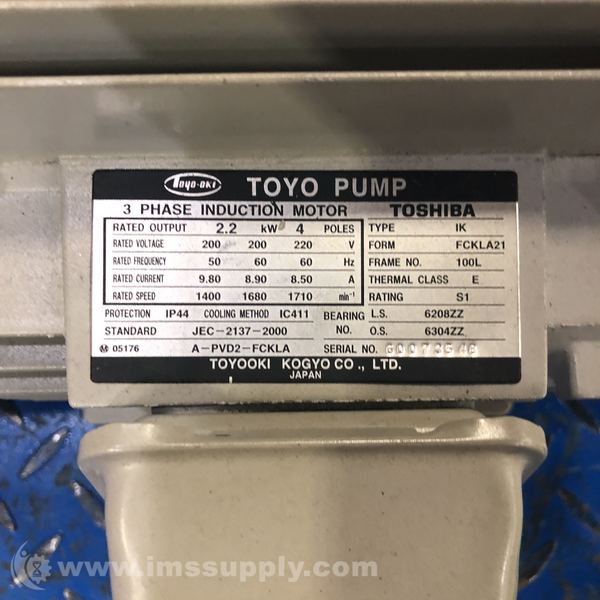 Toyo-oki TOYO PUMP
3 PHASE INDUCTION MOTOR TOSHIBA
RATED OUTPUT 2.2 kW 4 POLES TYPE IK
RATED VOLTAGE 200 200 220 V FORM FCKLA21
RATED FREQUENCY 50 60 60 Hz FRAME NO. 100L
RATED CURRENT 9.80 8.90 8.50 A THERMAL CLASS E
RATED SPEED 1400 1680 1710 min⁻¹ RATING S1
PROTECTION IP44 COOLING METHOD IC411 BEARING L.S. 6208ZZ
STANDARD JEC-2137-2000 NO. O.S. 6304ZZ
05176 A-PVD2-FCKLA SERIAL NO.
TOYOOKI KOGYO CO., LTD.
JAPAN
www.imssupply.com